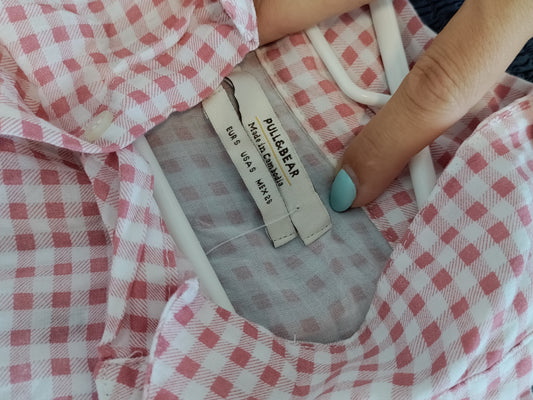 PULL&BEAR
Made in Cambodia
EUR S USA S MEX 26